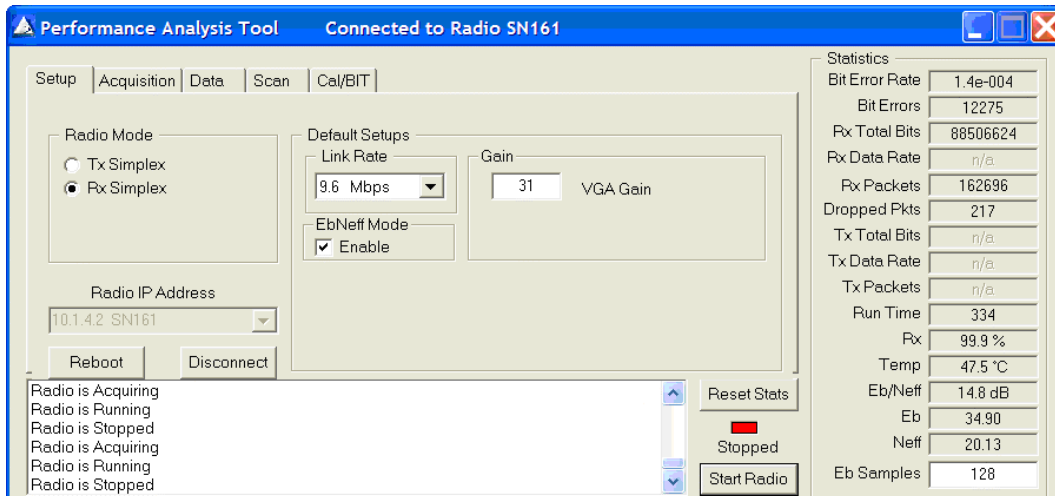 Performance Analysis Tool Connected to Radio SN161
Setup Acquisition Data Scan Cal/BIT
Radio Mode
Tx Simplex
Rx Simplex
Radio IP Address
10.1.4.2 SN161
Reboot Disconnect
Default Setups
Link Rate
9.6 Mbps
EbNeff Mode
Enable
Gain
31 VGA Gain
Radio is Acquiring
Radio is Running
Radio is Stopped
Radio is Acquiring
Radio is Running
Radio is Stopped
Reset Stats
Stopped
Start Radio
Statistics
Bit Error Rate 1.4e-004
Bit Errors 12275
Rx Total Bits 88506624
Rx Data Rate n/a
Rx Packets 162696
Dropped Pkts 217
Tx Total Bits n/a
Tx Data Rate n/a
Tx Packets n/a
Run Time 334
Rx 99.9 %
Temp 47.5 °C
Eb/Neff 14.8 dB
Eb 34.90
Neff 20.13
Eb Samples 128